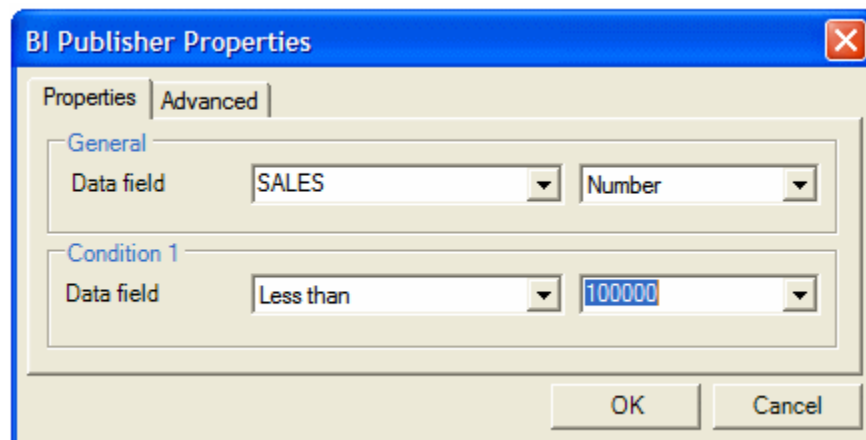 BI Publisher Properties
Properties Advanced
General
Data field SALES Number
Condition 1
Data field Less than 100000
OK Cancel